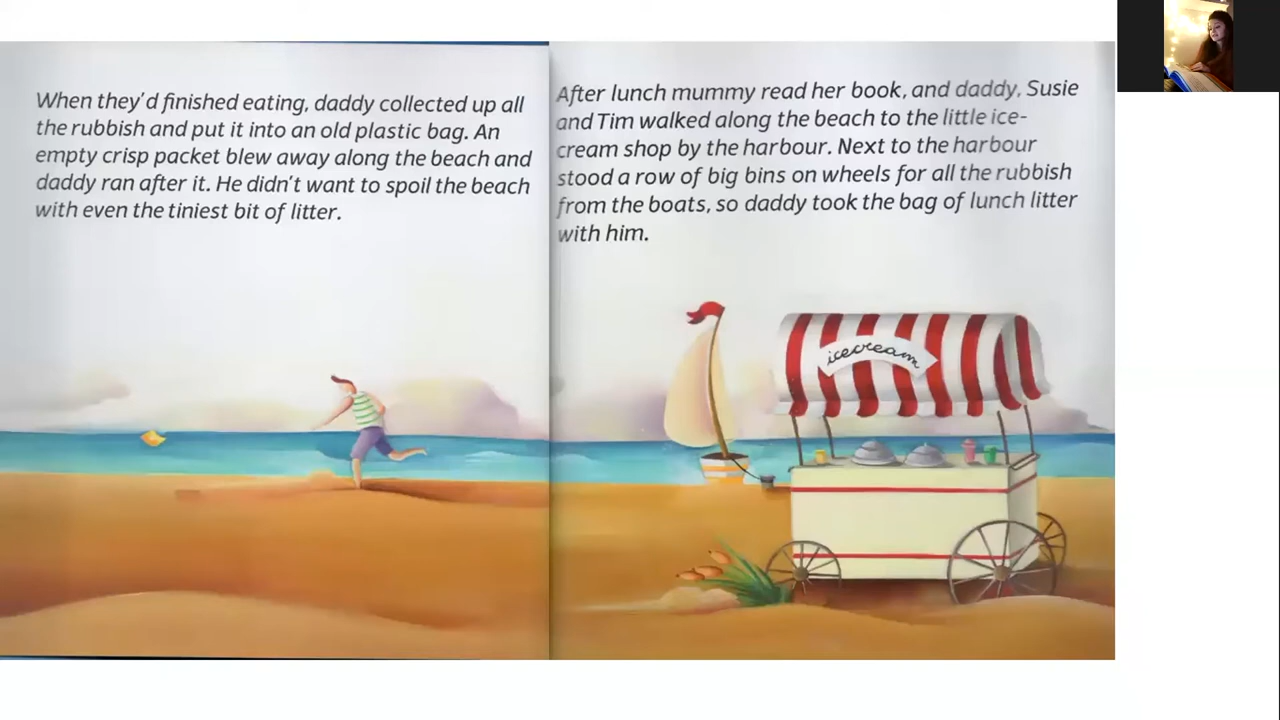 When they'd finished eating, daddy collected up all
the rubbish and put it into an old plastic bag. An
empty crisp packet blew away along the beach and
daddy ran after it. He didn't want to spoil the beach
with even the tiniest bit of litter.
After lunch mummy read her book, and daddy, Susie
and Tim walked along the beach to the little ice-
cream shop by the harbour. Next to the harbour
stood a row of big bins on wheels for all the rubbish
from the boats, so daddy took the bag of lunch litter
with him.
icecream